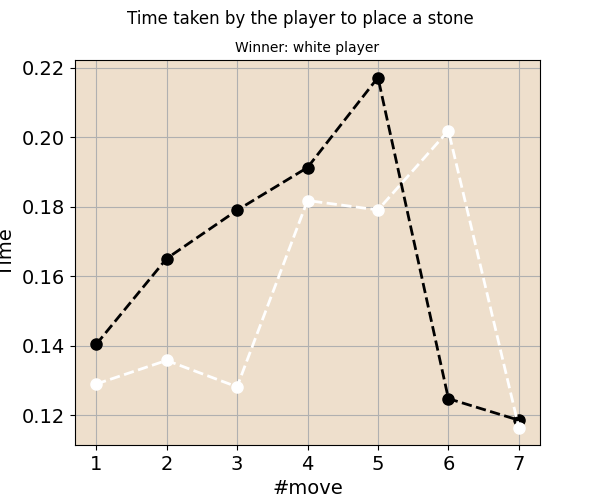 Time taken by the player to place a stone
Winner: white player
0.22
0.20
0.18
0.16
0.14
0.12
Time
1 2 3 4 5 6 7
#move